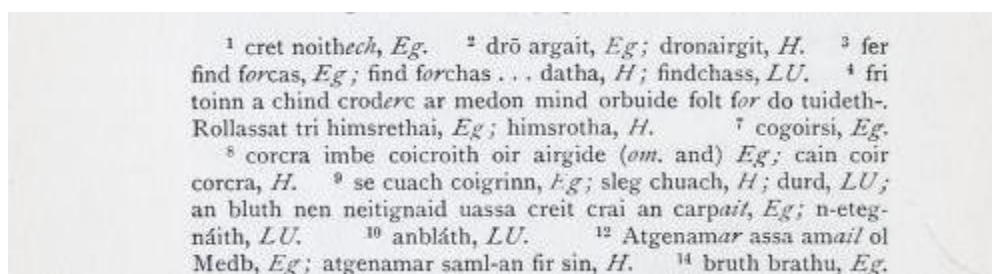 ¹ cret noithech, Eg. ² drō argait, Eg; dronairgit, H. ³ fer
find forcas, Eg; find forchas . . . datha, H; findchass, LU. ⁴ fri
toinn a chind croderc ar medon mind orbuide folt for do tuideth-.
Rollassat tri himsrethai, Eg; himsrotha, H. ⁷ cogoirsi, Eg.
⁸ corcra imbe coicroith oir airgide (om. and) Eg; cain coir
corcra, H. ⁹ se cuach coigrinn, Eg; sleg chuach, H; durd, LU;
an bluth nen neitignaid uassa creit crai an carpait, Eg; n-eteg-
náith, LU. ¹⁰ anbláth, LU. ¹² Atgenamar assa amail ol
Medb, Eg; atgenamar saml-an fir sin, H. ¹⁴ bruth brathu, Eg.